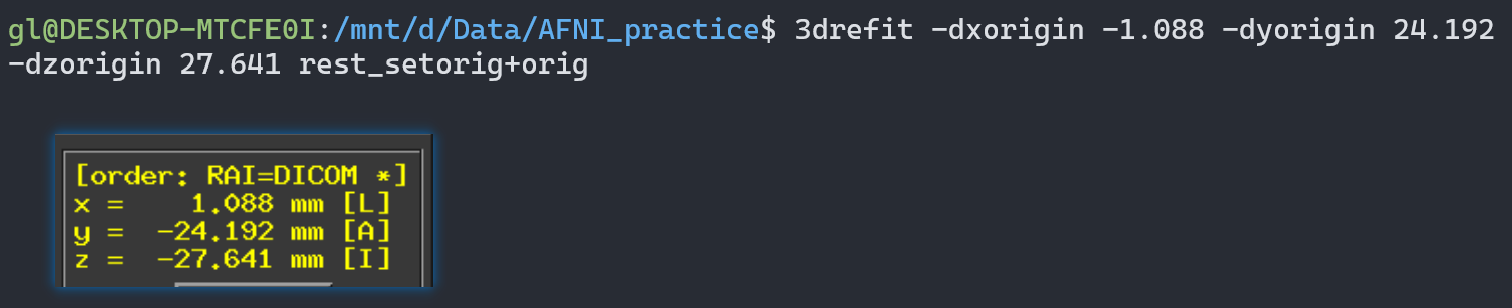 gl@DESKTOP-MTCFE0I:/mnt/d/Data/AFNI_practice$ 3drefit -dxorigin -1.088 -dyorigin 24.192
-dzorigin 27.641 rest_setorig+orig
[order: RAI=DICOM *]
x = 1.088 mm [L]
y = -24.192 mm [A]
z = -27.641 mm [I]